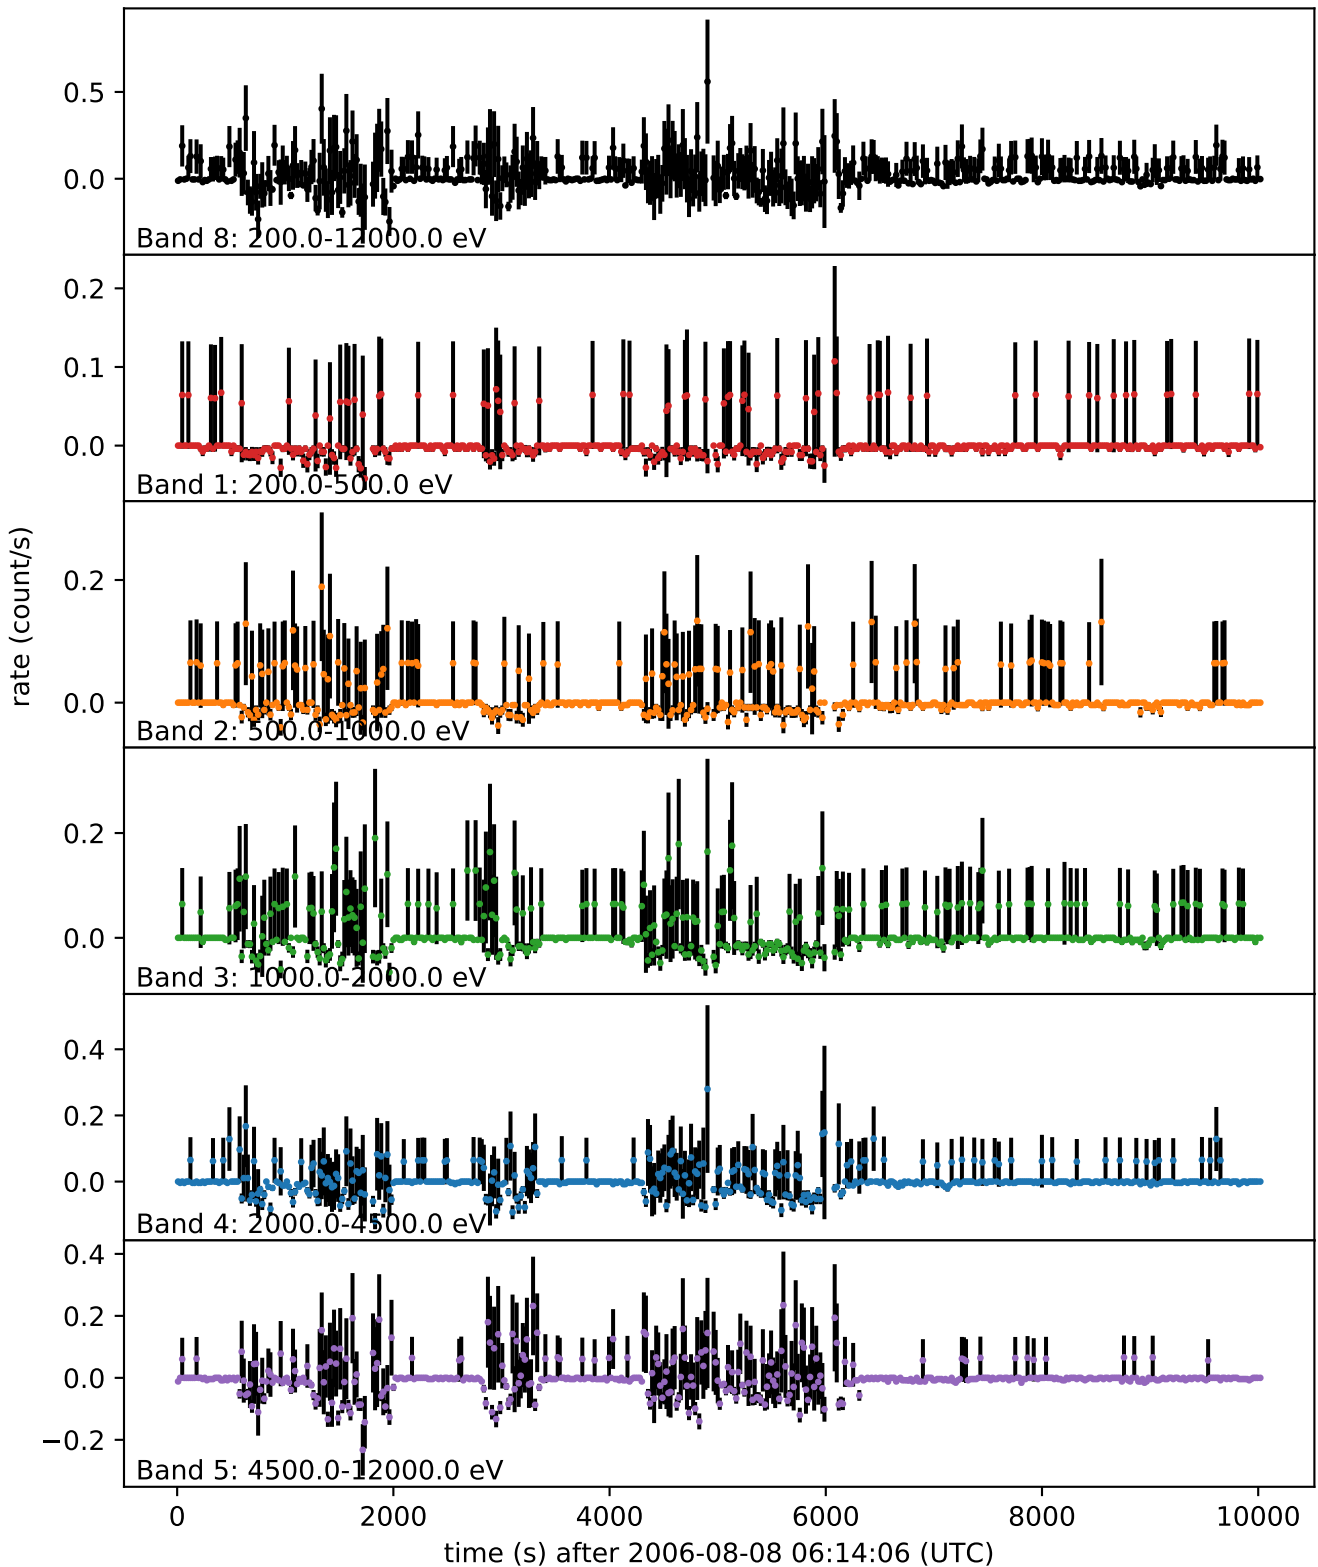 0.5
0.0
Band 8: 200.0-12000.0 eV
0.2
0.1
0.0
Band 1: 200.0-500.0 eV
rate (count/s)
0.2
0.0
Band 2: 500.0-1000.0 eV
0.2
0.0
Band 3: 1000.0-2000.0 eV
0.4
0.2
0.0
Band 4: 2000.0-4500.0 eV
0.4
0.2
0.0
−0.2
Band 5: 4500.0-12000.0 eV
0 2000 4000 6000 8000 10000
time (s) after 2006-08-08 06:14:06 (UTC)